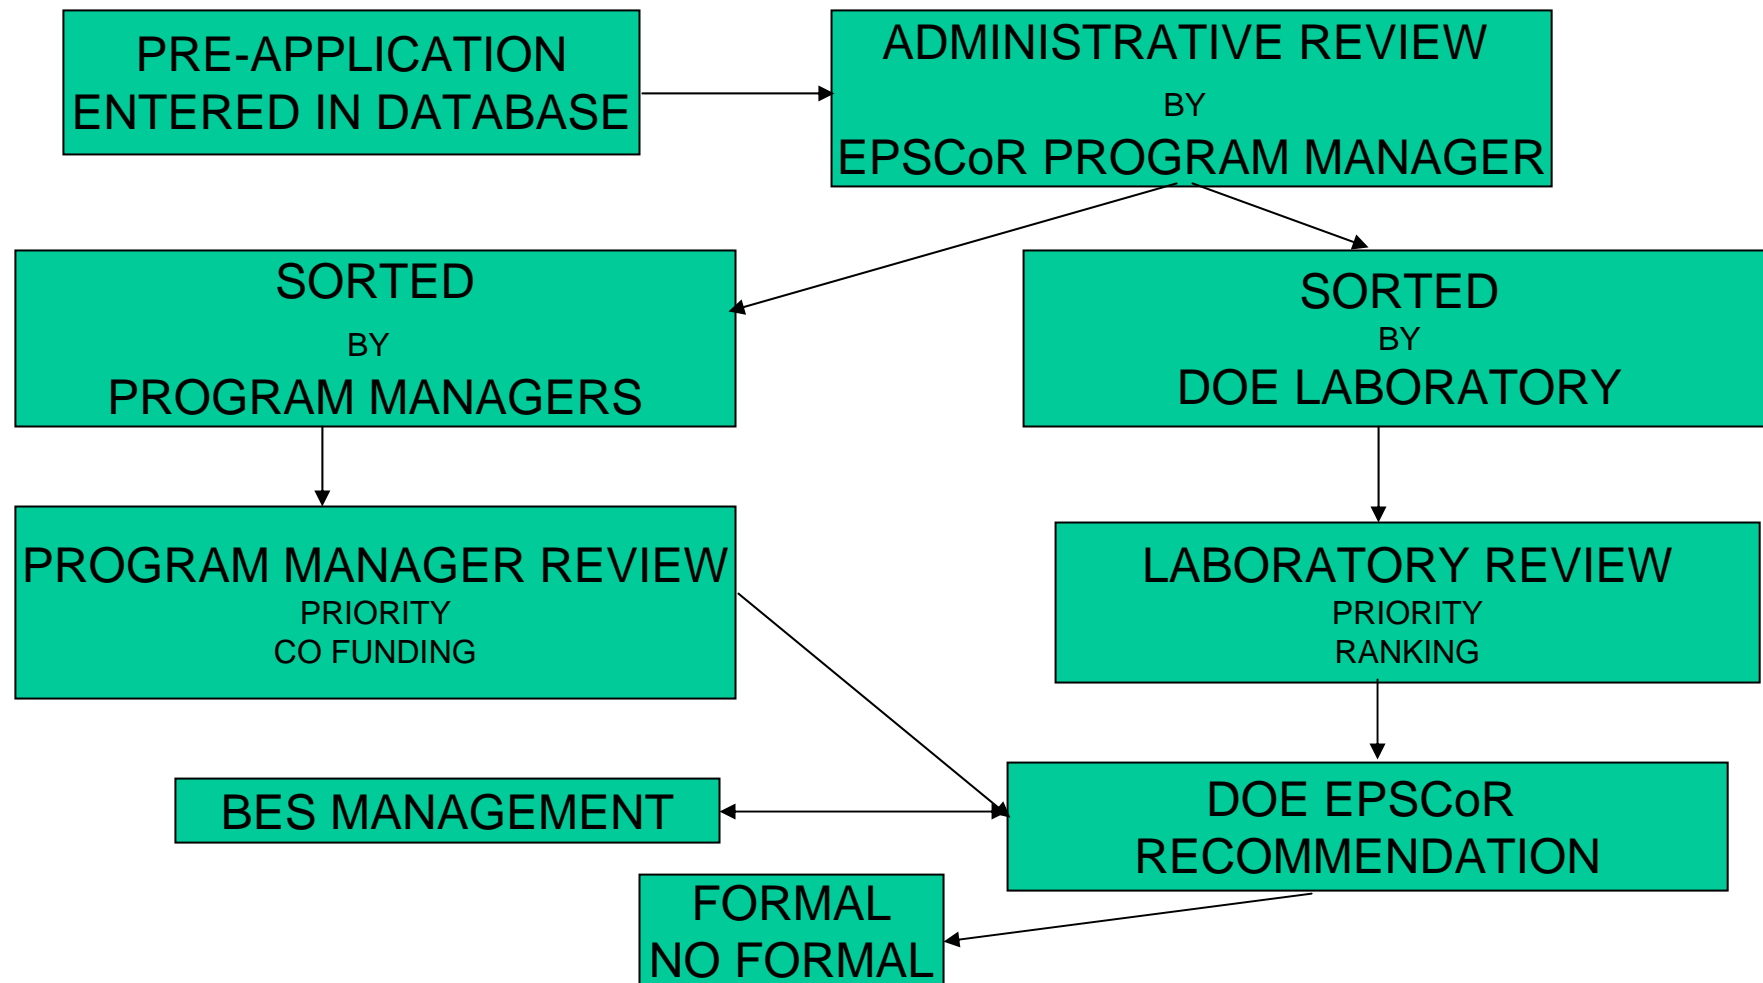 PRE-APPLICATION
ENTERED IN DATABASE
ADMINISTRATIVE REVIEW
BY
EPSCoR PROGRAM MANAGER
SORTED
BY
PROGRAM MANAGERS
SORTED
BY
DOE LABORATORY
PROGRAM MANAGER REVIEW
PRIORITY
CO FUNDING
LABORATORY REVIEW
PRIORITY
RANKING
BES MANAGEMENT
DOE EPSCoR
RECOMMENDATION
FORMAL
NO FORMAL